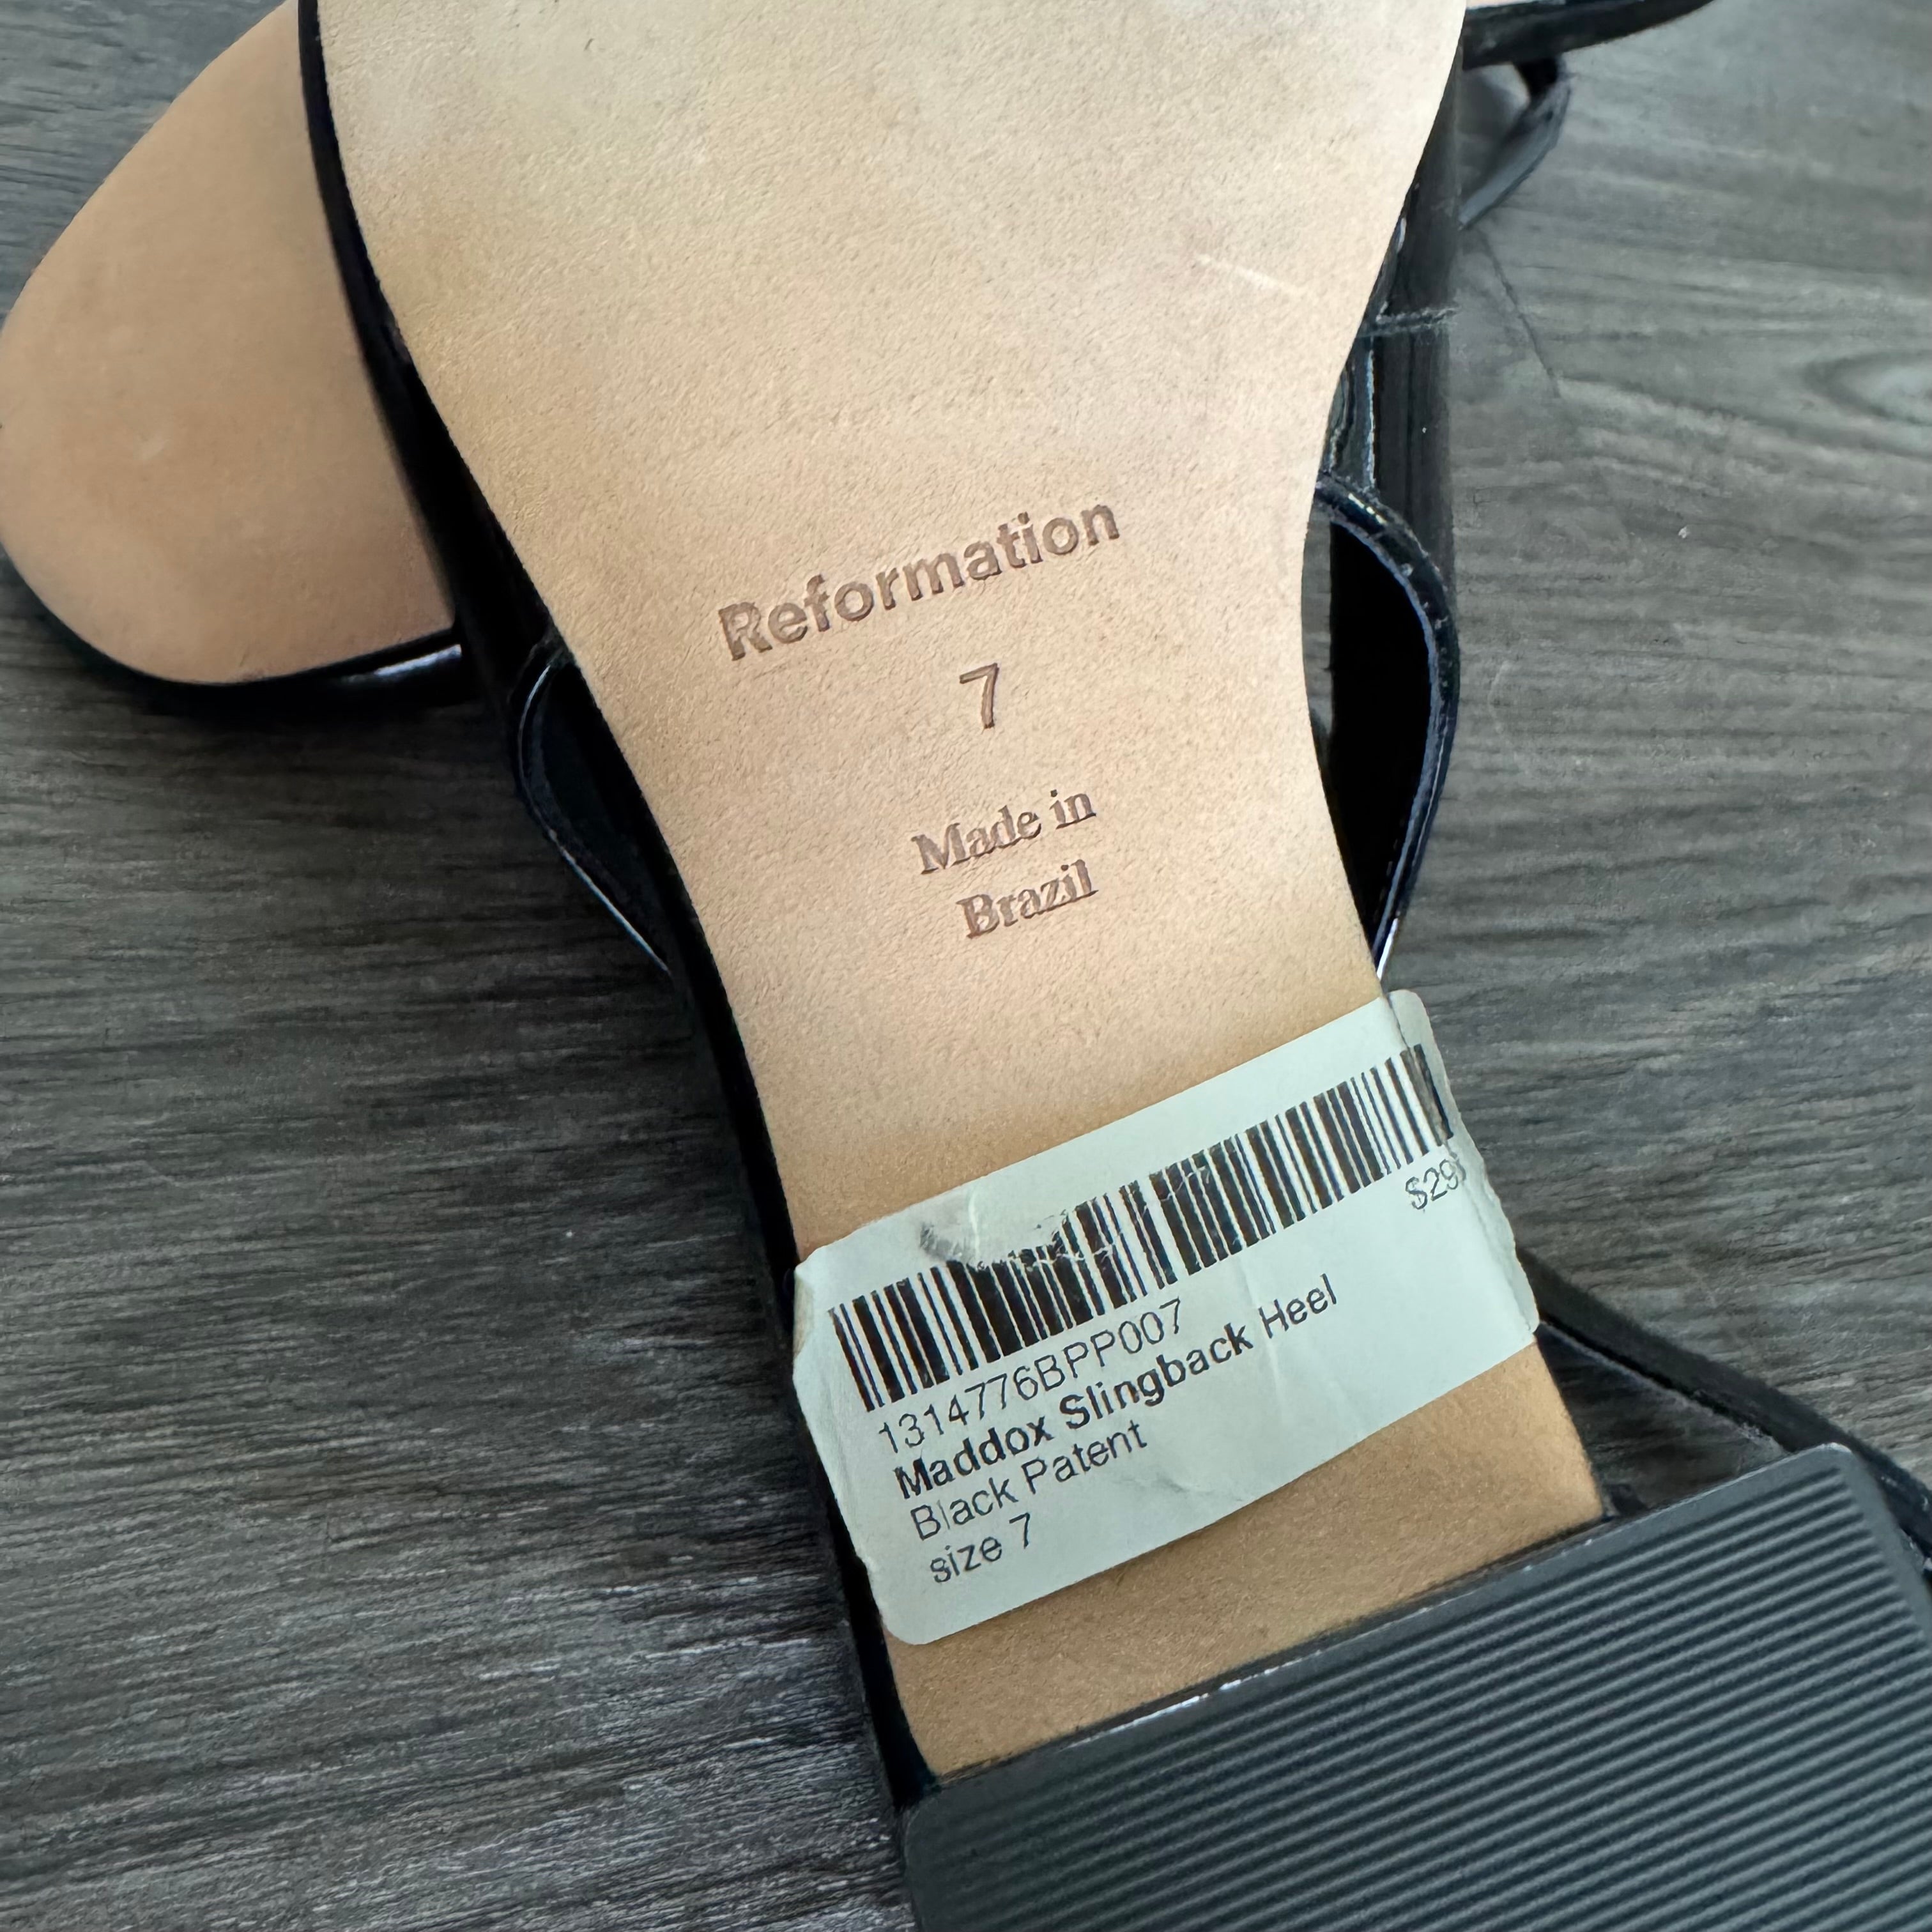 Reformation
7
Made in
Brazil
1314776BPP007
Maddox Slingback Heel
Black Patent
size 7